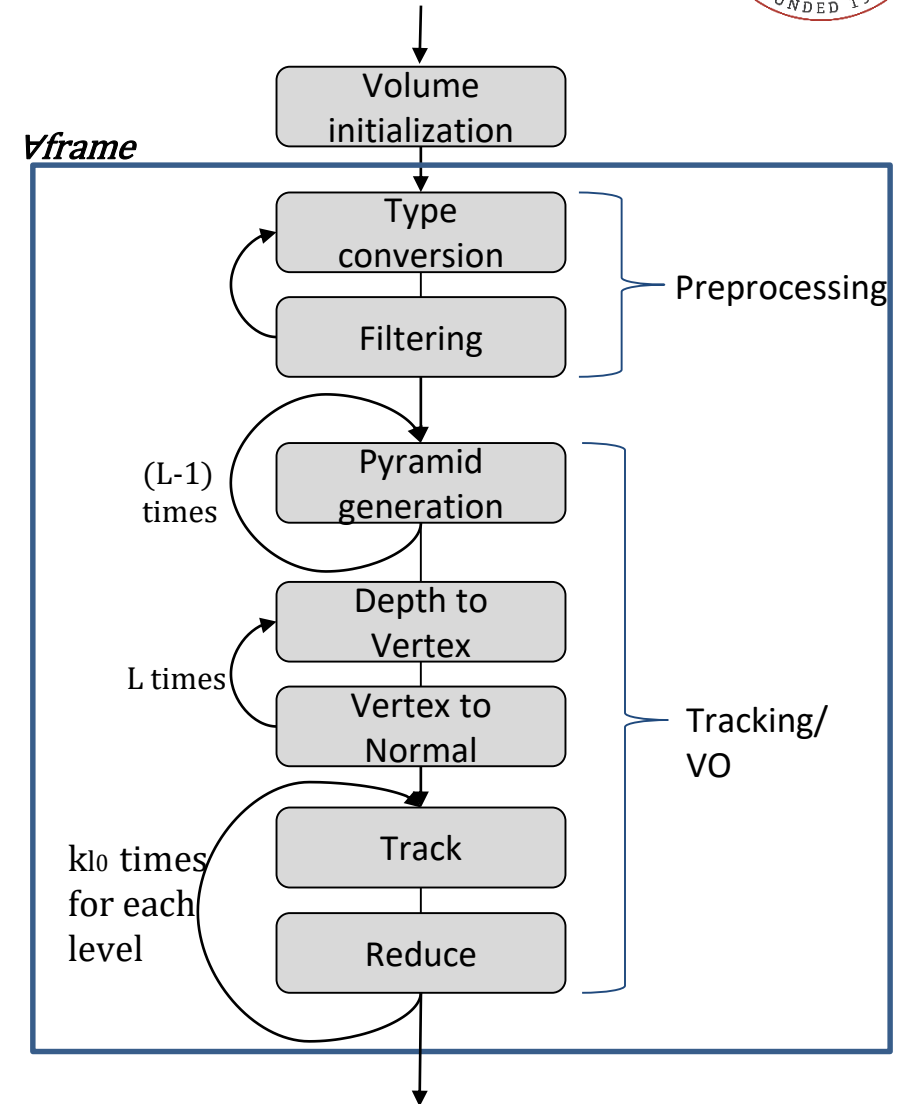 Volume
initialization
∀frame
Type
conversion
Filtering
Preprocessing
(L-1)
times
Pyramid
generation
Depth to
Vertex
L times
Vertex to
Normal
Tracking/
VO
Track
kl0 times
for each
level
Reduce